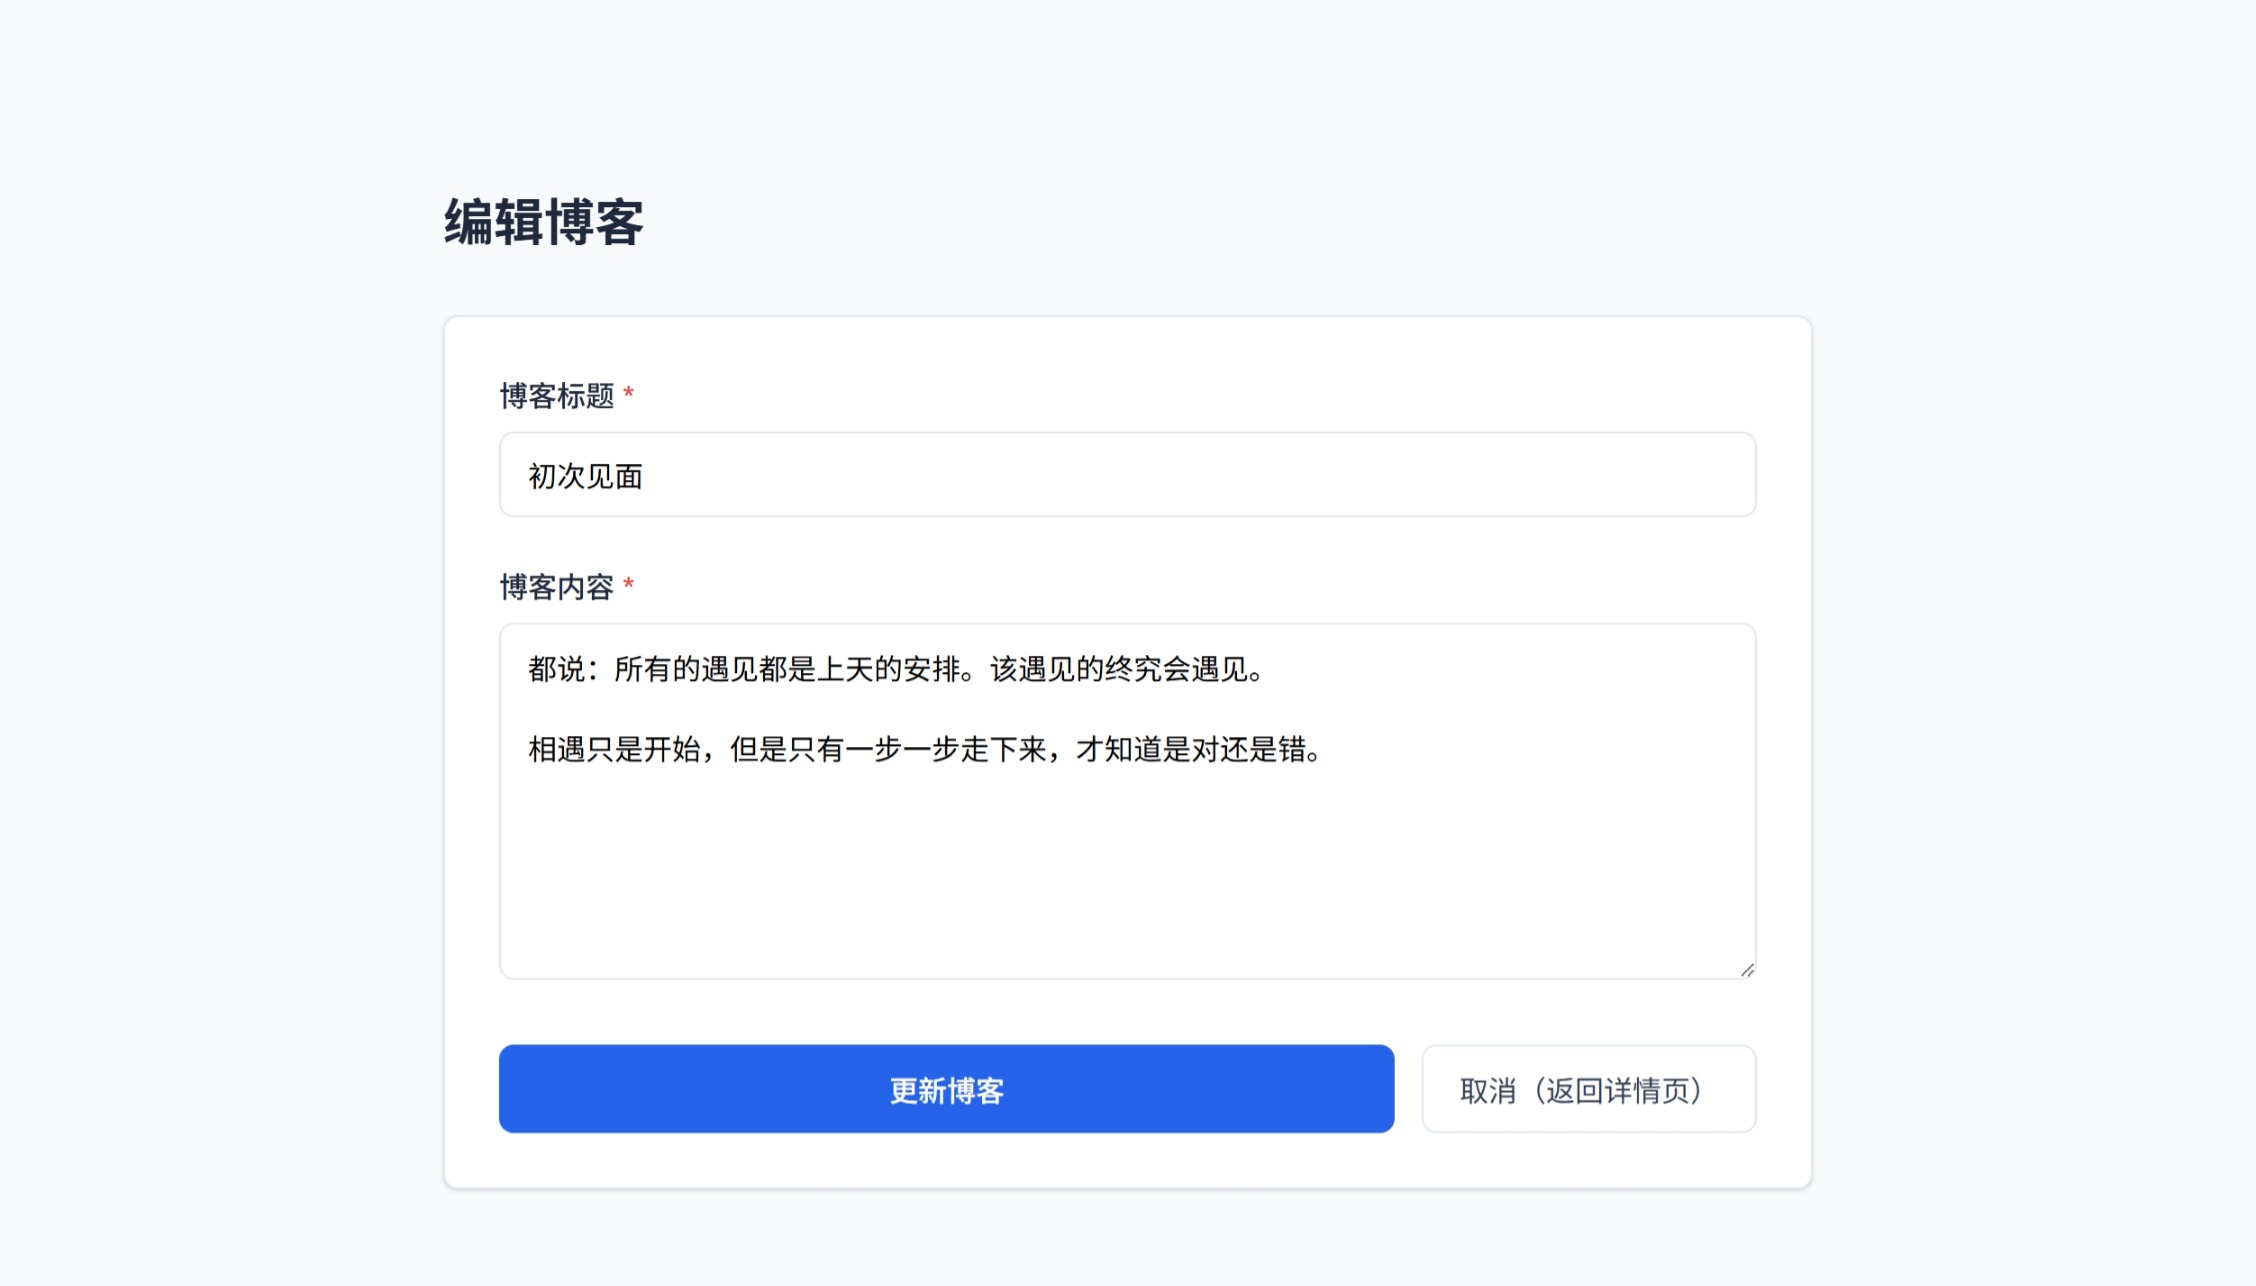 编辑博客
博客标题 *
初次见面
博客内容 *
都说：所有的遇见都是上天的安排。该遇见的终究会遇见。
相遇只是开始，但是只有一步一步走下来，才知道是对还是错。
更新博客
取消（返回详情页）